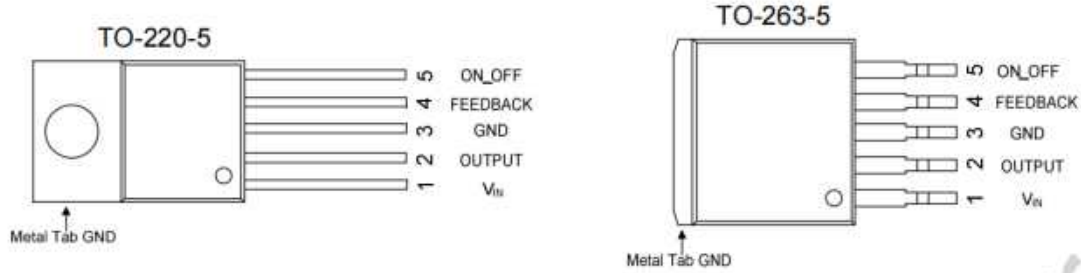 TO-220-5
5 ON_OFF
4 FEEDBACK
3 GND
2 OUTPUT
1 VIN
Metal Tab GND
TO-263-5
5 ON_OFF
4 FEEDBACK
3 GND
2 OUTPUT
1 VIN
Metal Tab GND